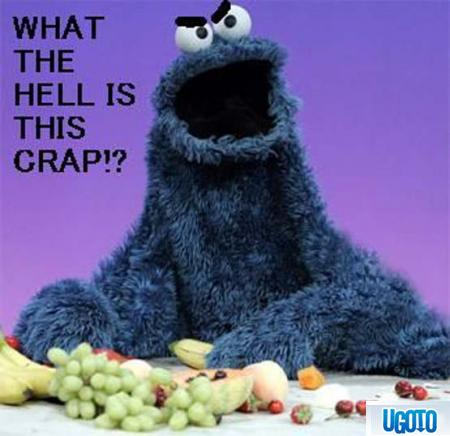 WHAT
THE
HELL IS
THIS
CRAP!?
UGOTO